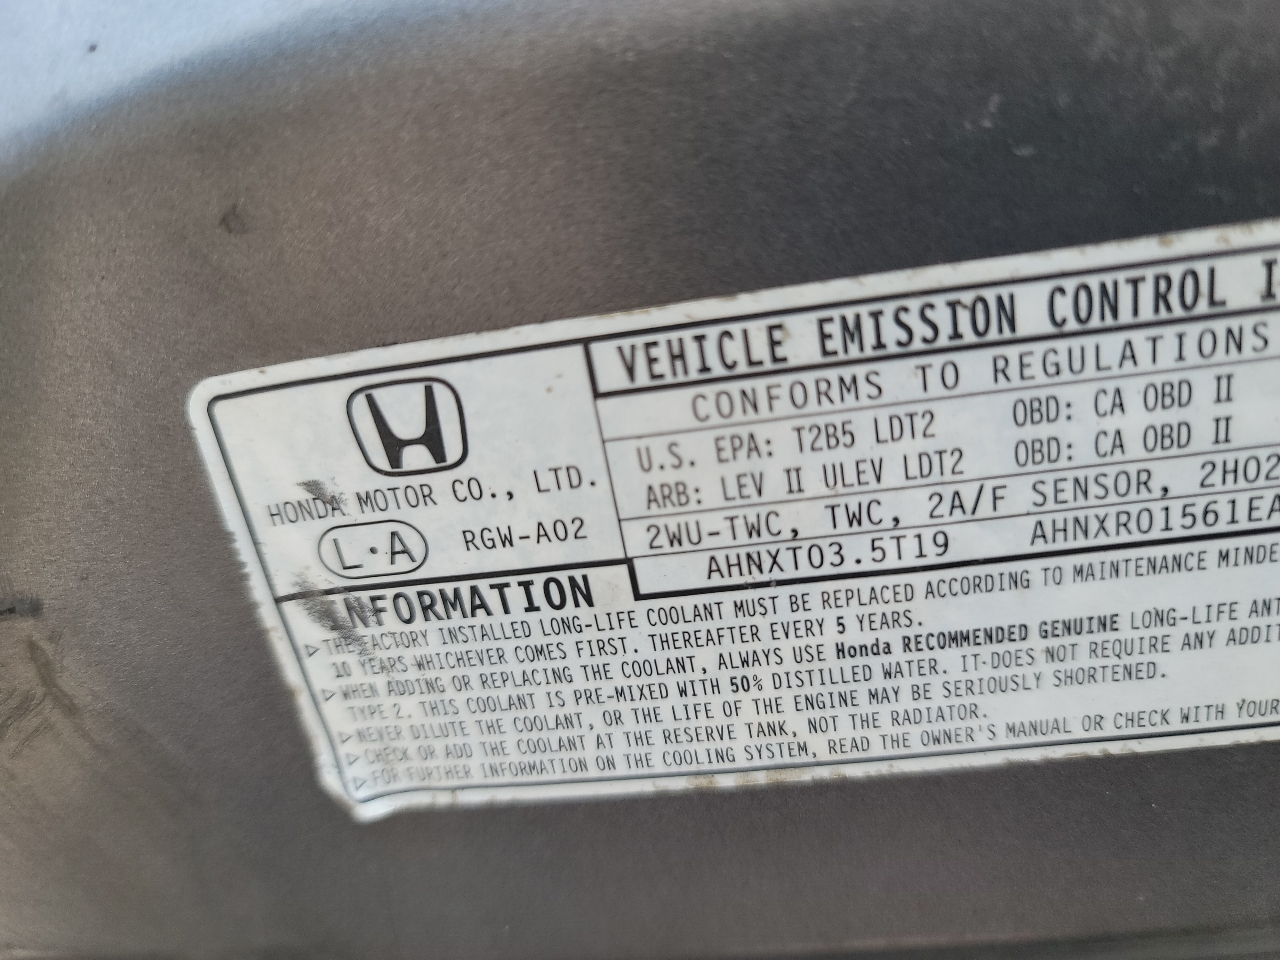 VEHICLE EMISSION CONTROL I
CONFORMS TO REGULATIONS
U.S. EPA: T2B5 LDT2 OBD: CA OBD II
ARB: LEV II ULEV LDT2 OBD: CA OBD II
2WU-TWC, TWC, 2A/F SENSOR, 2HO2
AHNXT03.5T19 AHNXR01561EA
HONDA MOTOR CO., LTD.
L·A RGW-A02
INFORMATION
▷ THE FACTORY INSTALLED LONG-LIFE COOLANT MUST BE REPLACED ACCORDING TO MAINTENANCE MINDE
10 YEARS WHICHEVER COMES FIRST. THEREAFTER EVERY 5 YEARS.
▷ WHEN ADDING OR REPLACING THE COOLANT, ALWAYS USE Honda RECOMMENDED GENUINE LONG-LIFE ANT
TYPE 2. THIS COOLANT IS PRE-MIXED WITH 50% DISTILLED WATER. IT DOES NOT REQUIRE ANY ADDIT
▷ NEVER DILUTE THE COOLANT, OR THE LIFE OF THE ENGINE MAY BE SERIOUSLY SHORTENED.
▷ CHECK OR ADD THE COOLANT AT THE RESERVE TANK, NOT THE RADIATOR.
▷ FOR FURTHER INFORMATION ON THE COOLING SYSTEM, READ THE OWNER'S MANUAL OR CHECK WITH YOUR